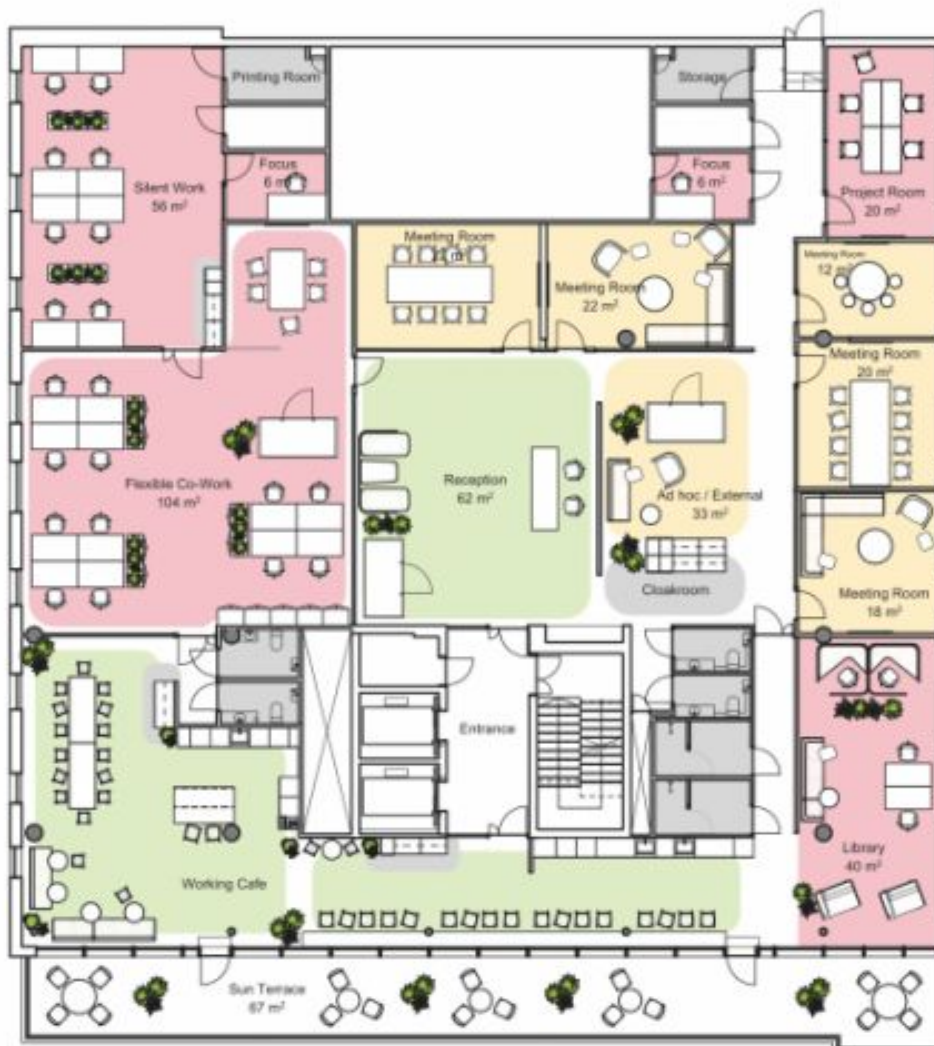 Printing Room
Storage
Focus
6 m²
Focus
6 m²
Silent Work
56 m²
Project Room
20 m²
Meeting Room
m²
Meeting Room
22 m²
Meeting Room
12 m²
Meeting Room
20 m²
Flexible Co-Work
104 m²
Reception
62 m²
Ad hoc / External
33 m²
Cloakroom
Meeting Room
18 m²
Entrance
Library
40 m²
Working Cafe
Sun Terrace
67 m²